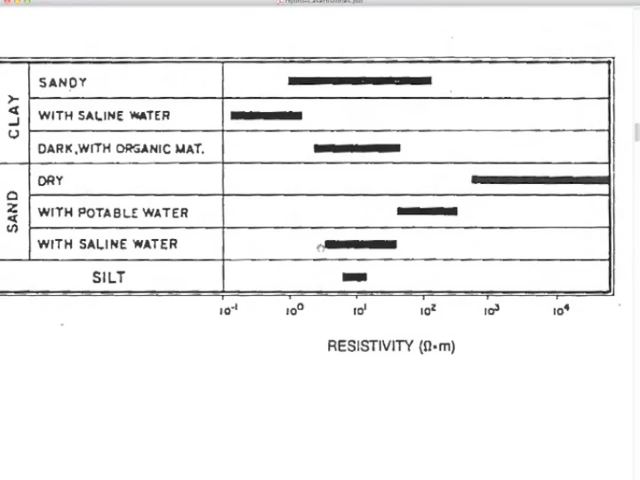 CLAY
SANDY
WITH SALINE WATER
DARK,WITH ORGANIC MAT.
SAND
DRY
WITH POTABLE WATER
WITH SALINE WATER
SILT
10⁻¹ 10⁰ 10¹ 10² 10³ 10⁴
RESISTIVITY (Ω•m)